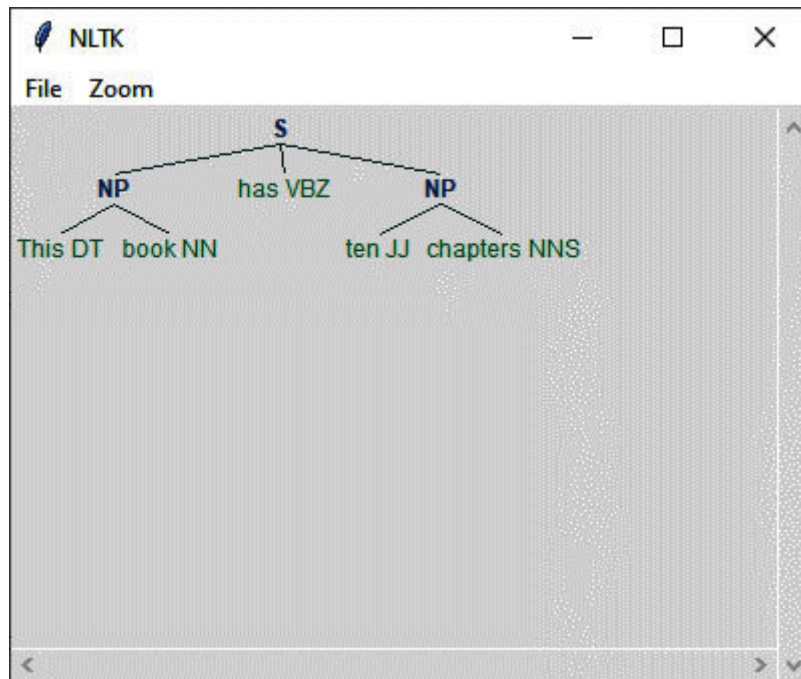 NLTK
File Zoom
S
NP has VBZ NP
This DT book NN ten JJ chapters NNS